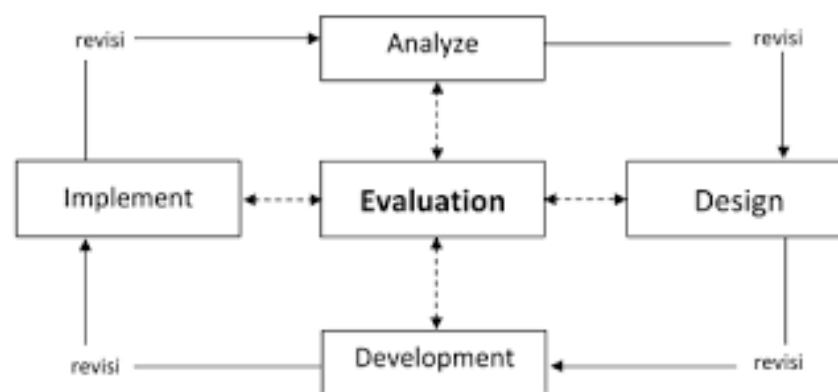 revisi
Analyze
revisi
Implement
Evaluation
Design
revisi
Development
revisi